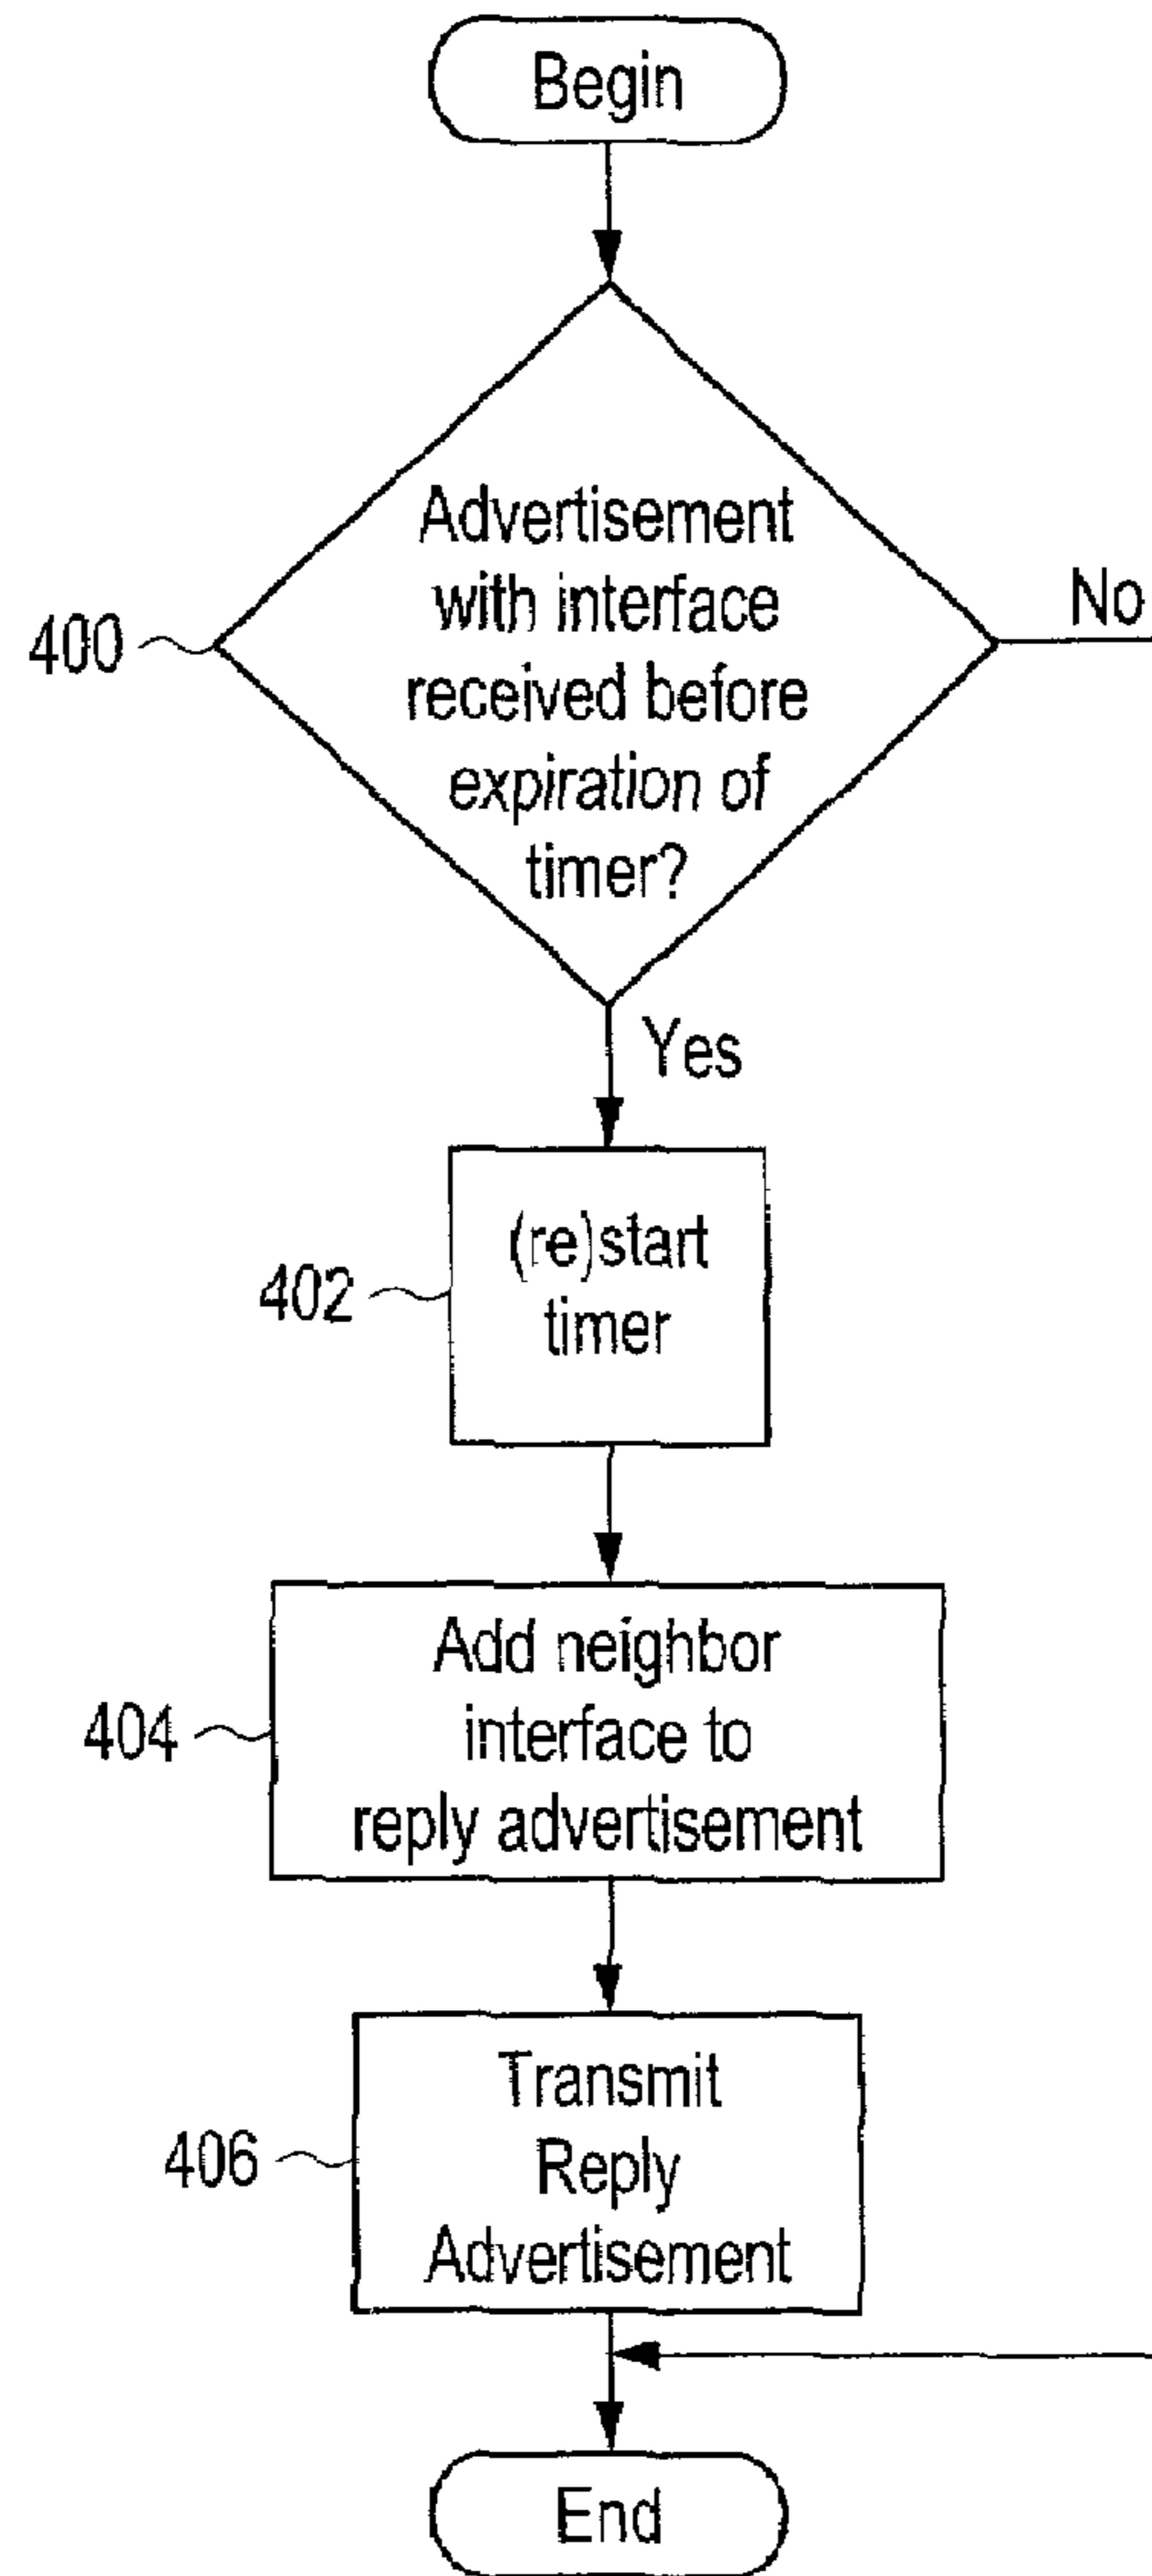 Begin
Advertisement
with interface
received before
expiration of
timer?
400
No
Yes
(re)start
timer
402
Add neighbor
interface to
reply advertisement
404
Transmit
Reply
Advertisement
406
End